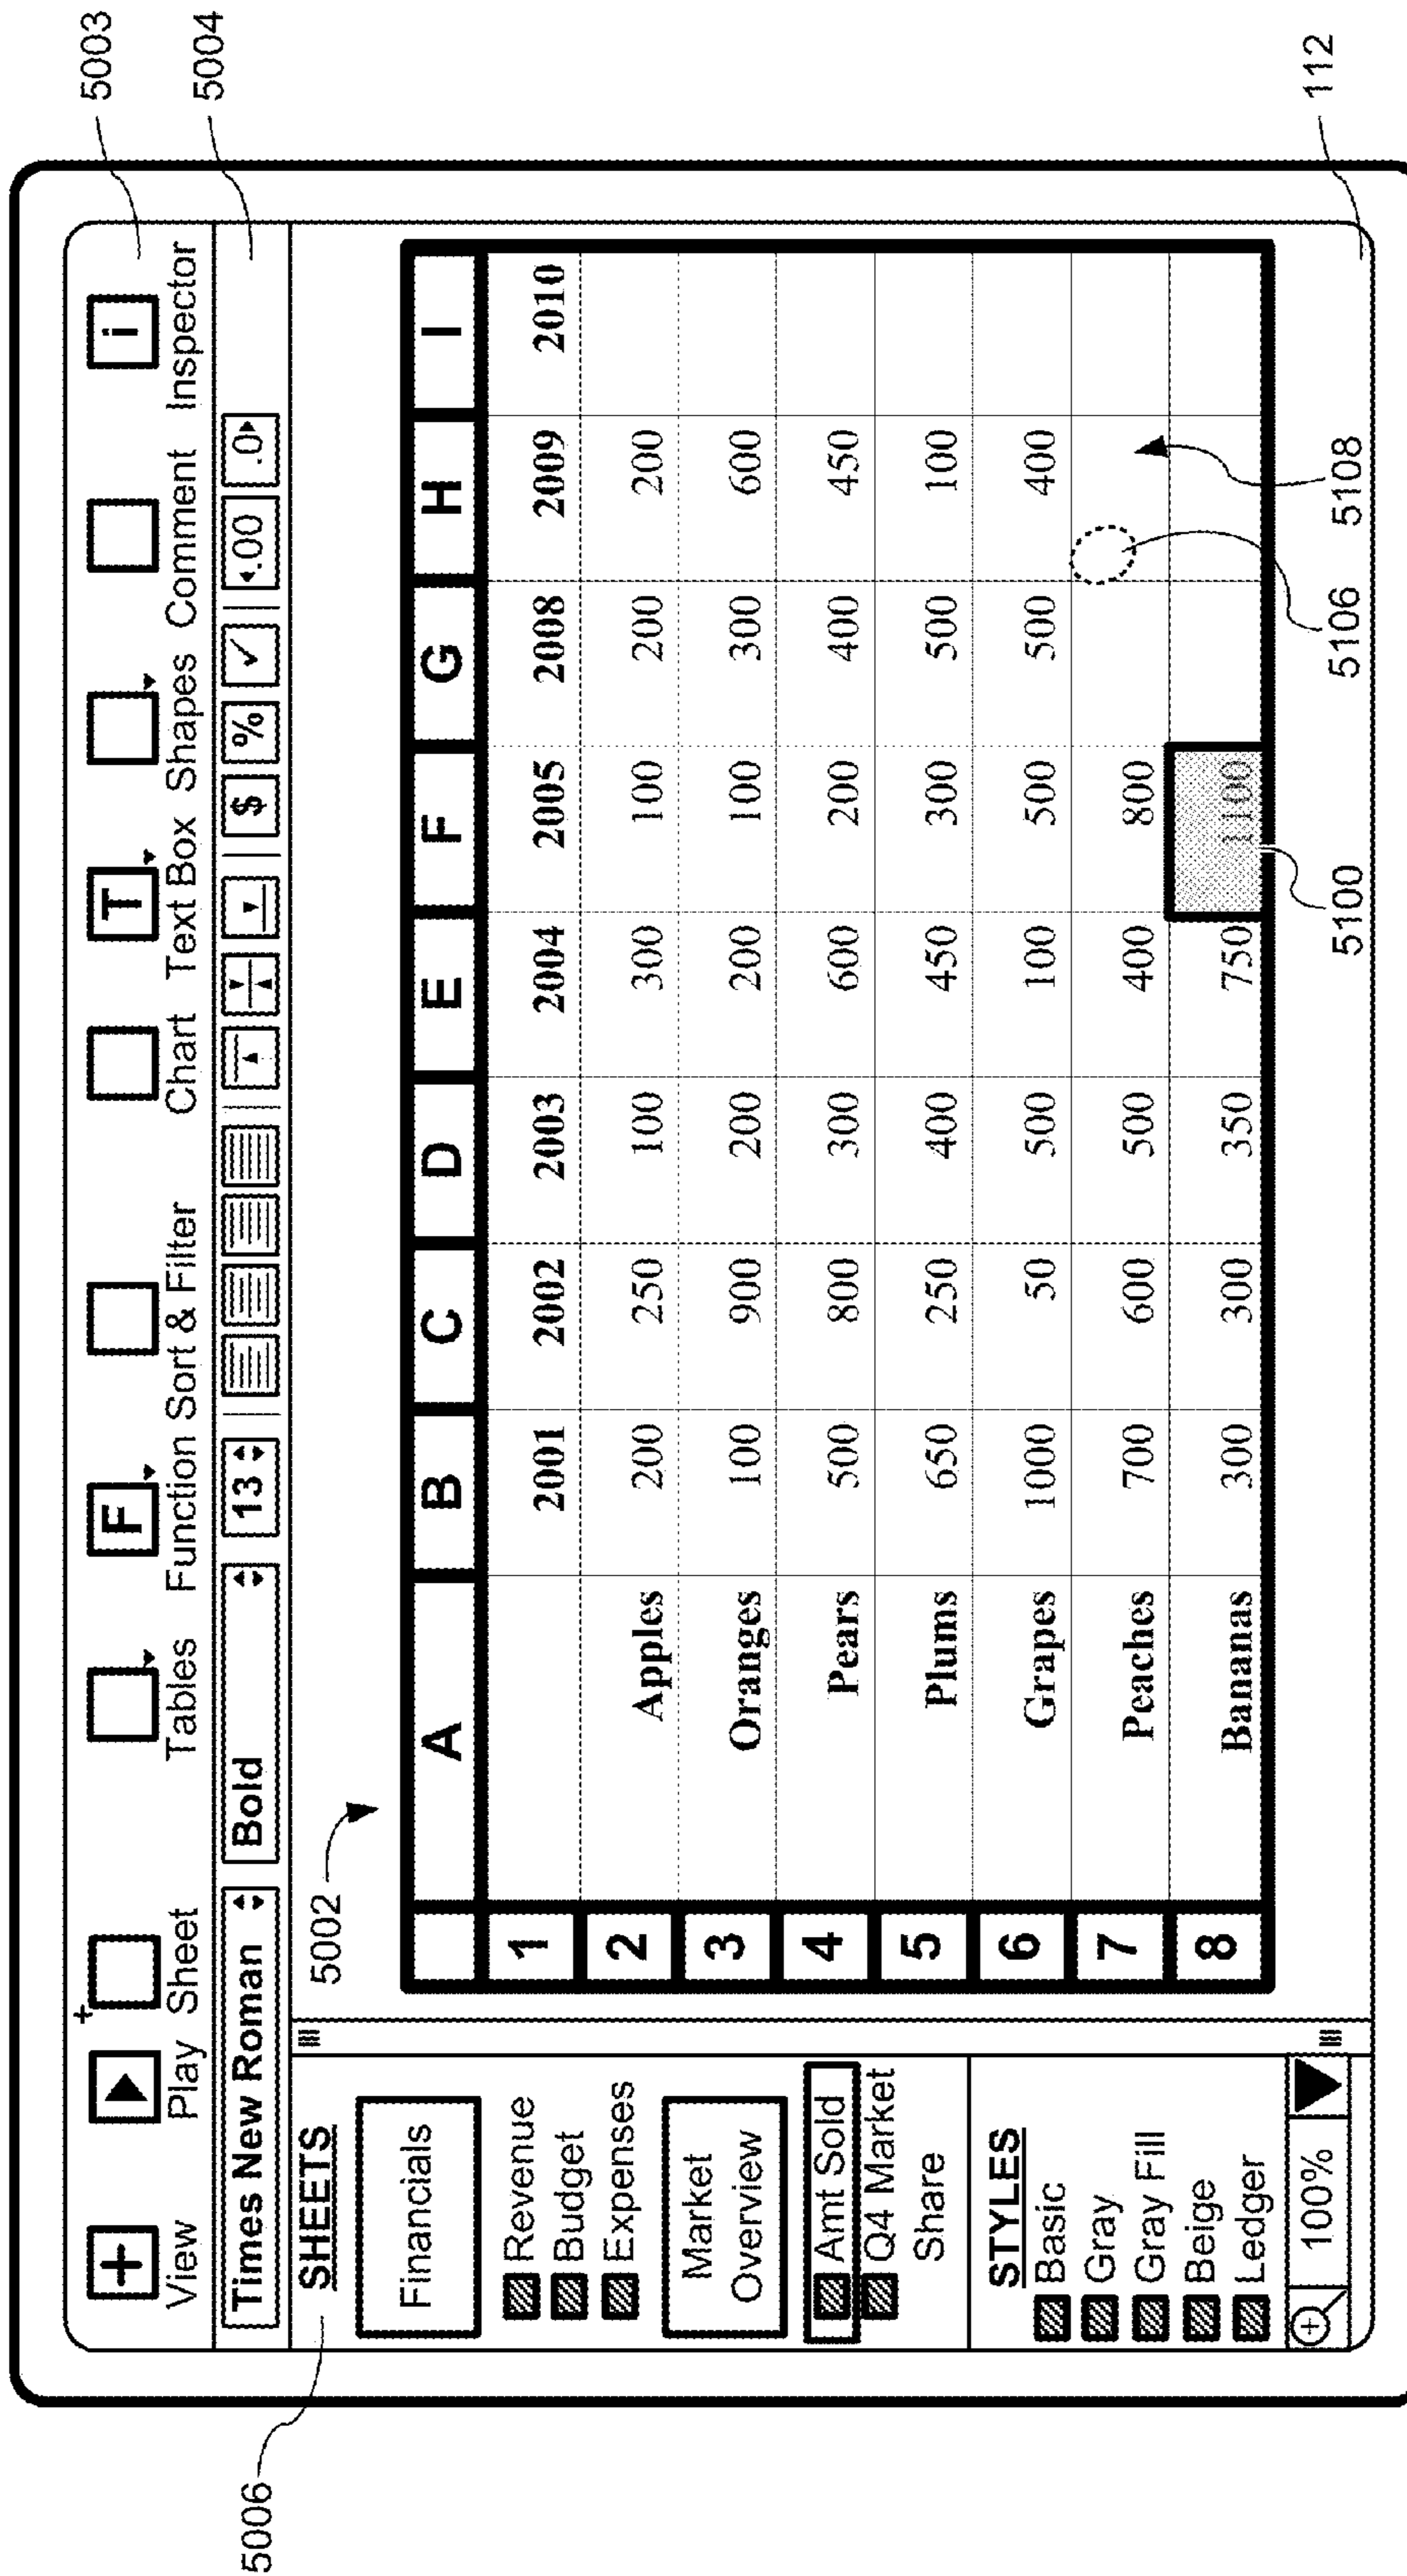 5003
5004
View Play Sheet Tables Function Sort & Filter Chart Text Box Shapes Comment Inspector
+ + F T i
Times New Roman Bold 13 $ % ✓ .00 .0
5006
SHEETS
Financials
Revenue
Budget
Expenses
Market
Overview
Amt Sold
Q4 Market
Share
STYLES
Basic
Gray
Gray Fill
Beige
Ledger
100%
5002
A B C D E F G H I
1 2001 2002 2003 2004 2005 2008 2009 2010
2 Apples 200 250 100 300 100 200 200
3 Oranges 100 900 200 200 100 300 600
4 Pears 500 800 300 600 200 400 450
5 Plums 650 250 400 450 300 500 100
6 Grapes 1000 50 500 100 500 500 400
7 Peaches 700 600 500 400 800
8 Bananas 300 300 350 750 1100
5100
5106
5108
112